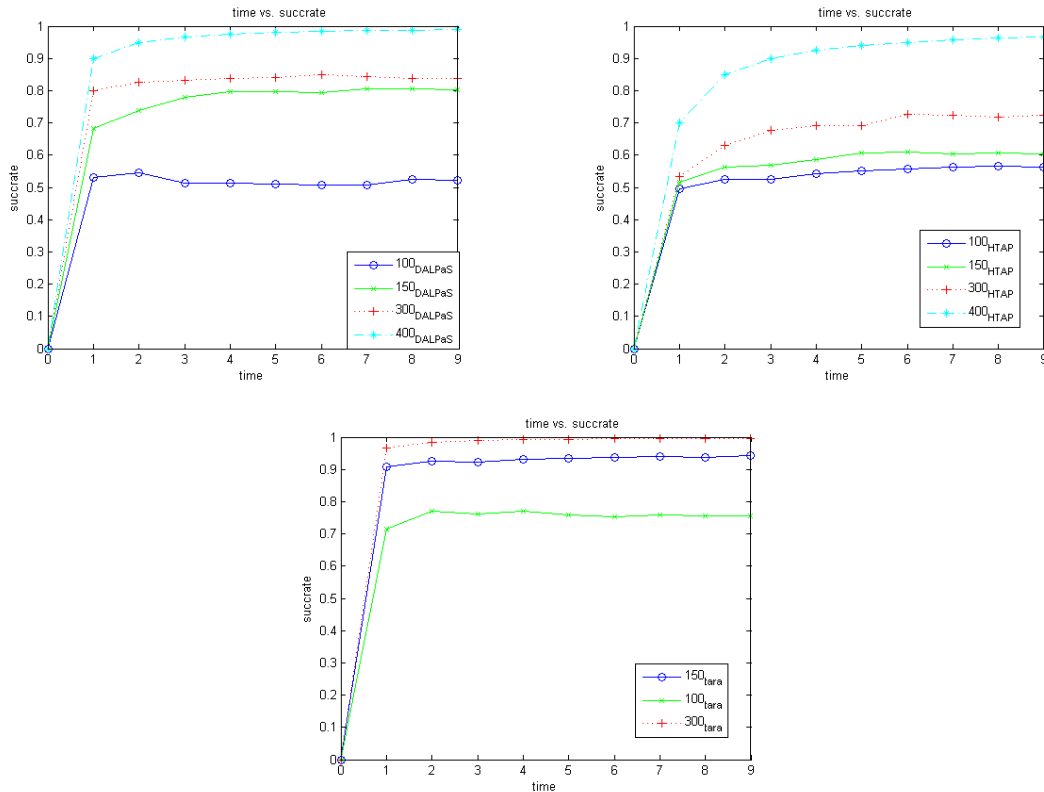 time vs. succrate
1
0.9
0.8
0.7
0.6
0.5
0.4
0.3
0.2
0.1
0
succrate
0 1 2 3 4 5 6 7 8 9
time
100DALPaS
150DALPaS
300DALPaS
400DALPaS
time vs. succrate
1
0.9
0.8
0.7
0.6
0.5
0.4
0.3
0.2
0.1
0
succrate
0 1 2 3 4 5 6 7 8 9
time
100HTAP
150HTAP
300HTAP
400HTAP
time vs. succrate
1
0.9
0.8
0.7
0.6
0.5
0.4
0.3
0.2
0.1
0
succrate
0 1 2 3 4 5 6 7 8 9
time
150tara
100tara
300tara